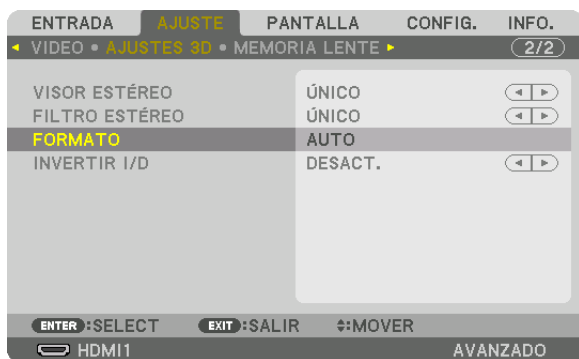 ENTRADA AJUSTE PANTALLA CONFIG. INFO.
VIDEO • AJUSTES 3D • MEMORIA LENTE 2/2
VISOR ESTÉREO ÚNICO
FILTRO ESTÉREO ÚNICO
FORMATO AUTO
INVERTIR I/D DESACT.
ENTER :SELECT EXIT :SALIR :MOVER
HDMI1 AVANZADO